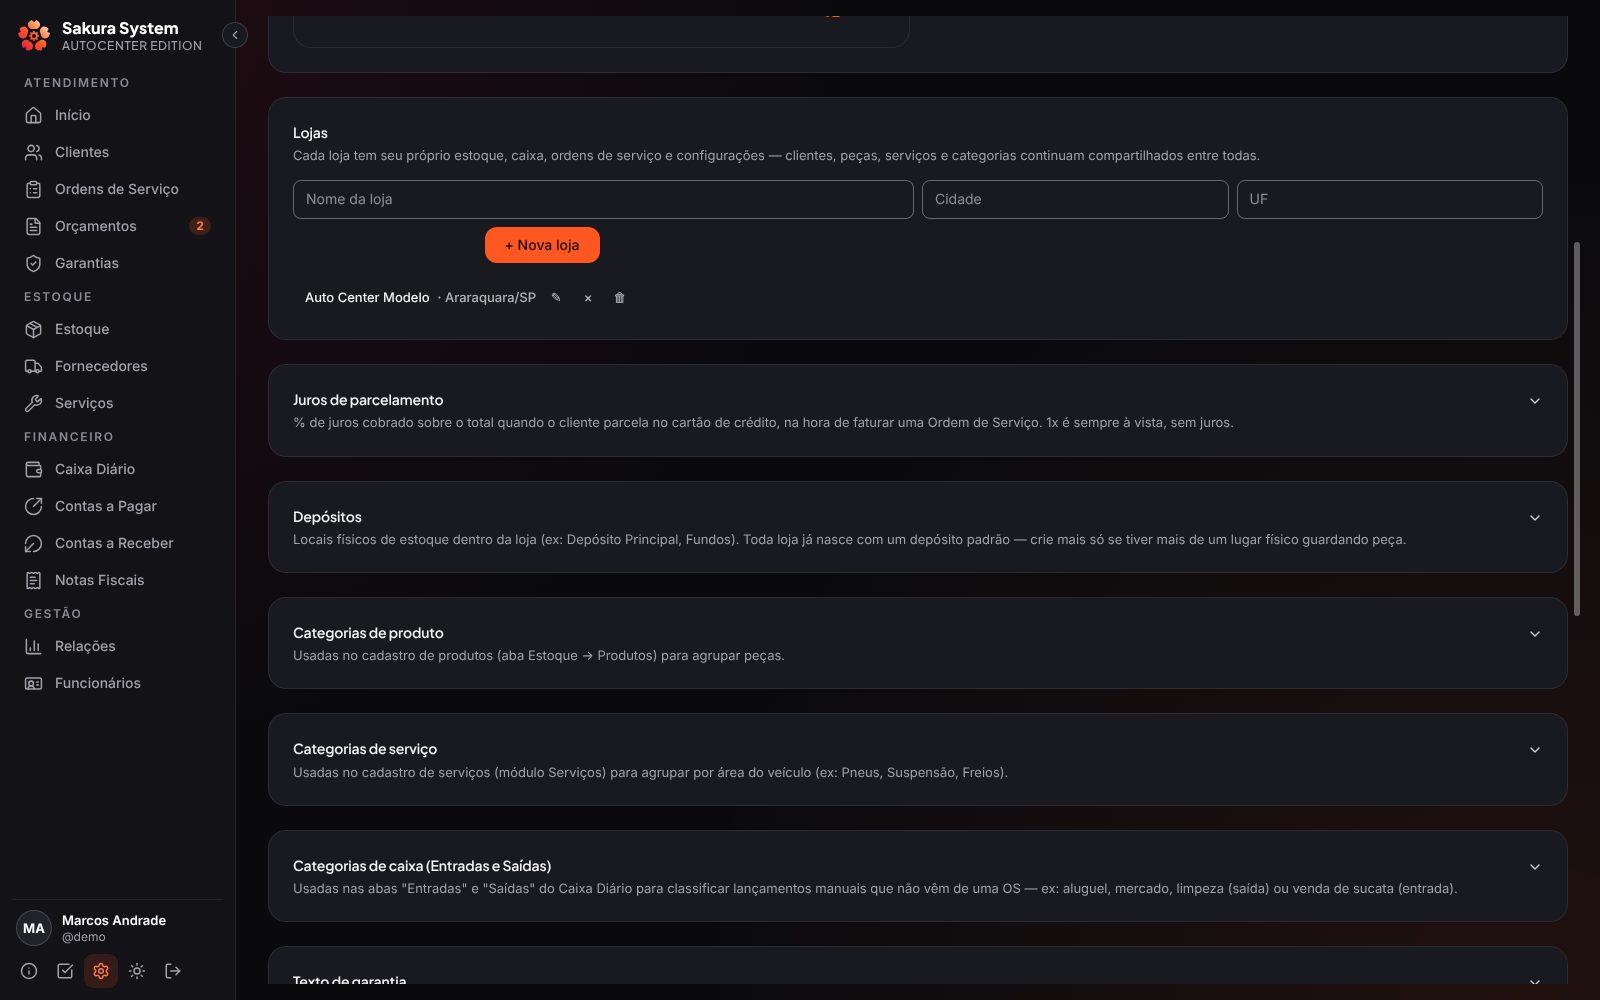 Sakura System
AUTOCENTER EDITION
ATENDIMENTO
Início
Clientes
Ordens de Serviço
Orçamentos 2
Garantias
ESTOQUE
Estoque
Fornecedores
Serviços
FINANCEIRO
Caixa Diário
Contas a Pagar
Contas a Receber
Notas Fiscais
GESTÃO
Relações
Funcionários
MA
Marcos Andrade
@demo
Lojas
Cada loja tem seu próprio estoque, caixa, ordens de serviço e configurações — clientes, peças, serviços e categorias continuam compartilhados entre todas.
Nome da loja
Cidade
UF
+ Nova loja
Auto Center Modelo · Araraquara/SP
Juros de parcelamento
% de juros cobrado sobre o total quando o cliente parcela no cartão de crédito, na hora de faturar uma Ordem de Serviço. 1x é sempre à vista, sem juros.
Depósitos
Locais físicos de estoque dentro da loja (ex: Depósito Principal, Fundos). Toda loja já nasce com um depósito padrão — crie mais só se tiver mais de um lugar físico guardando peça.
Categorias de produto
Usadas no cadastro de produtos (aba Estoque → Produtos) para agrupar peças.
Categorias de serviço
Usadas no cadastro de serviços (módulo Serviços) para agrupar por área do veículo (ex: Pneus, Suspensão, Freios).
Categorias de caixa (Entradas e Saídas)
Usadas nas abas "Entradas" e "Saídas" do Caixa Diário para classificar lançamentos manuais que não vêm de uma OS — ex: aluguel, mercado, limpeza (saída) ou venda de sucata (entrada).
Texto de garantia